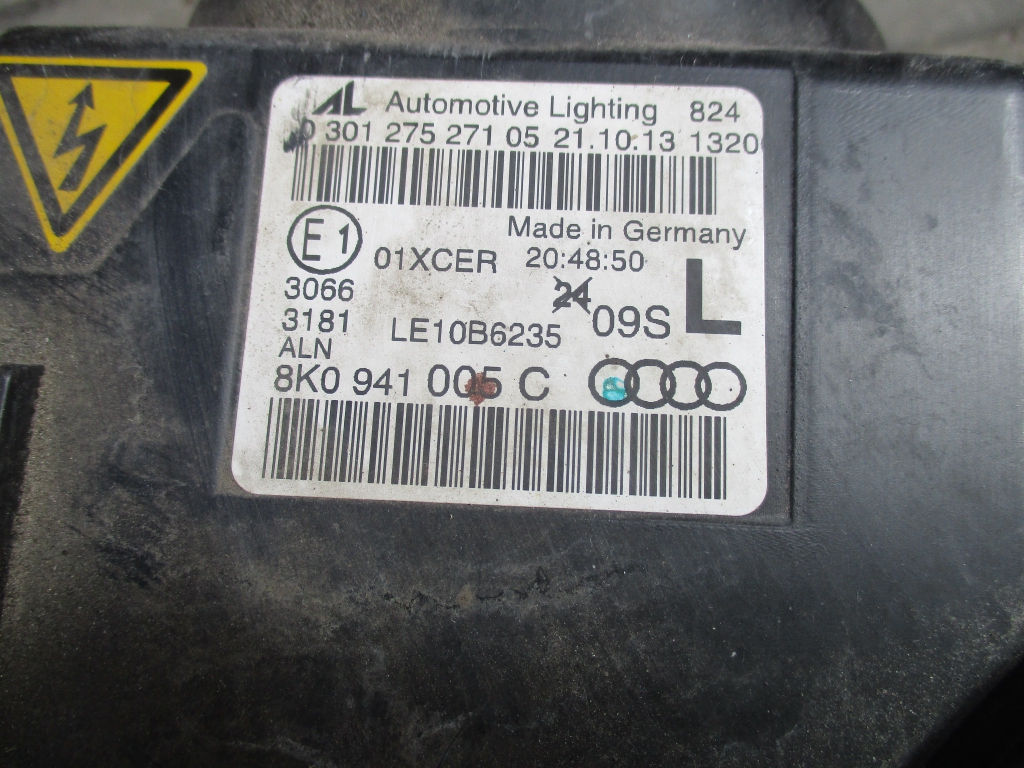 AL Automotive Lighting 824
0 301 275 271 05 21.10.13 1320
Made in Germany
E1 01XCER 20:48:50
3066
24
3181 LE10B6235 09S L
ALN
8K0 941 005 C